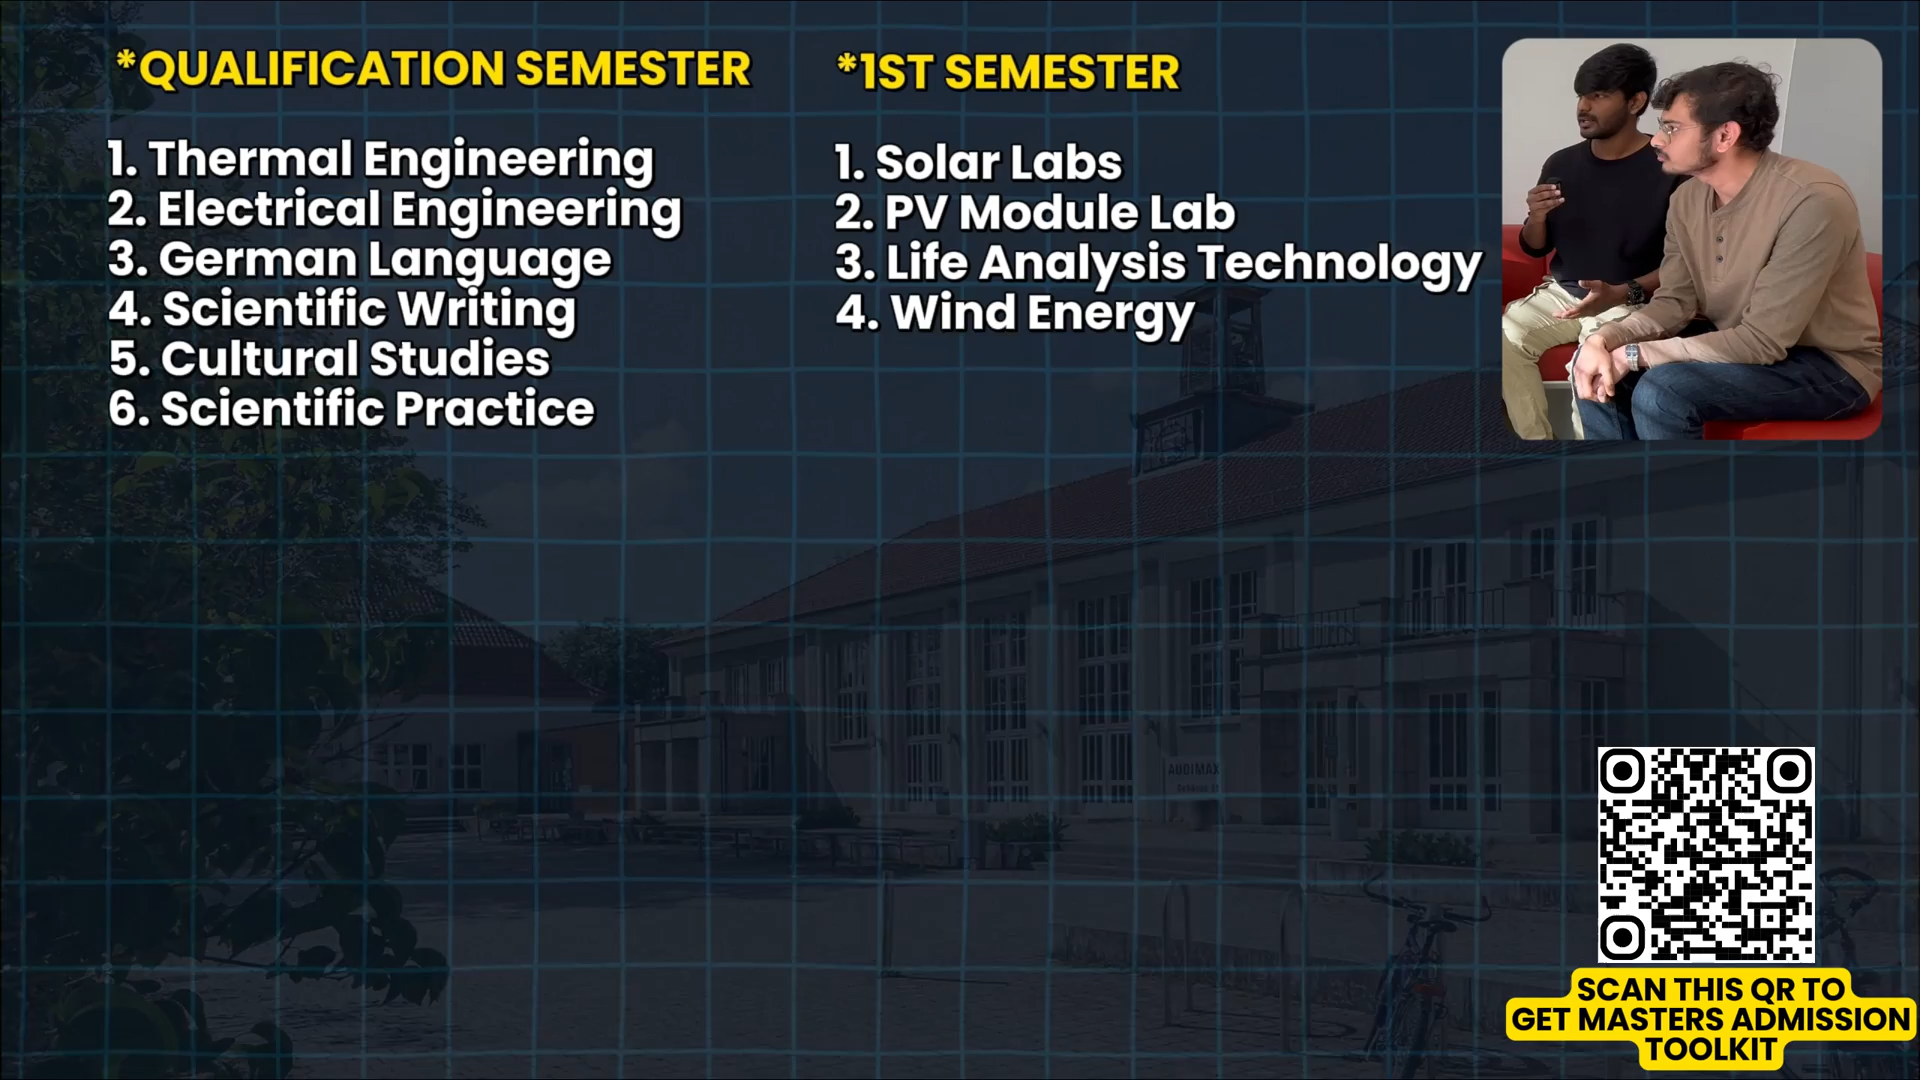 *QUALIFICATION SEMESTER
1. Thermal Engineering
2. Electrical Engineering
3. German Language
4. Scientific Writing
5. Cultural Studies
6. Scientific Practice
*1ST SEMESTER
1. Solar Labs
2. PV Module Lab
3. Life Analysis Technology
4. Wind Energy
AUDIMAX
SCAN THIS QR TO
GET MASTERS ADMISSION
TOOLKIT